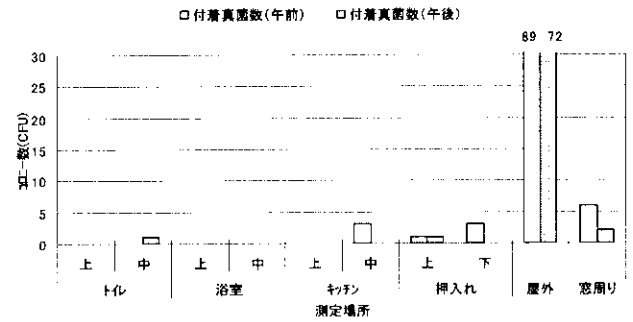 □付着真菌数(午前) □付着真菌数(午後)
89 72
30
25
20
15
10
5
0
コロニー数(CFU)
上 中 上 中 上 中 上 下
トイレ 浴室 キッチン 押入れ 屋外 窓周り
測定場所